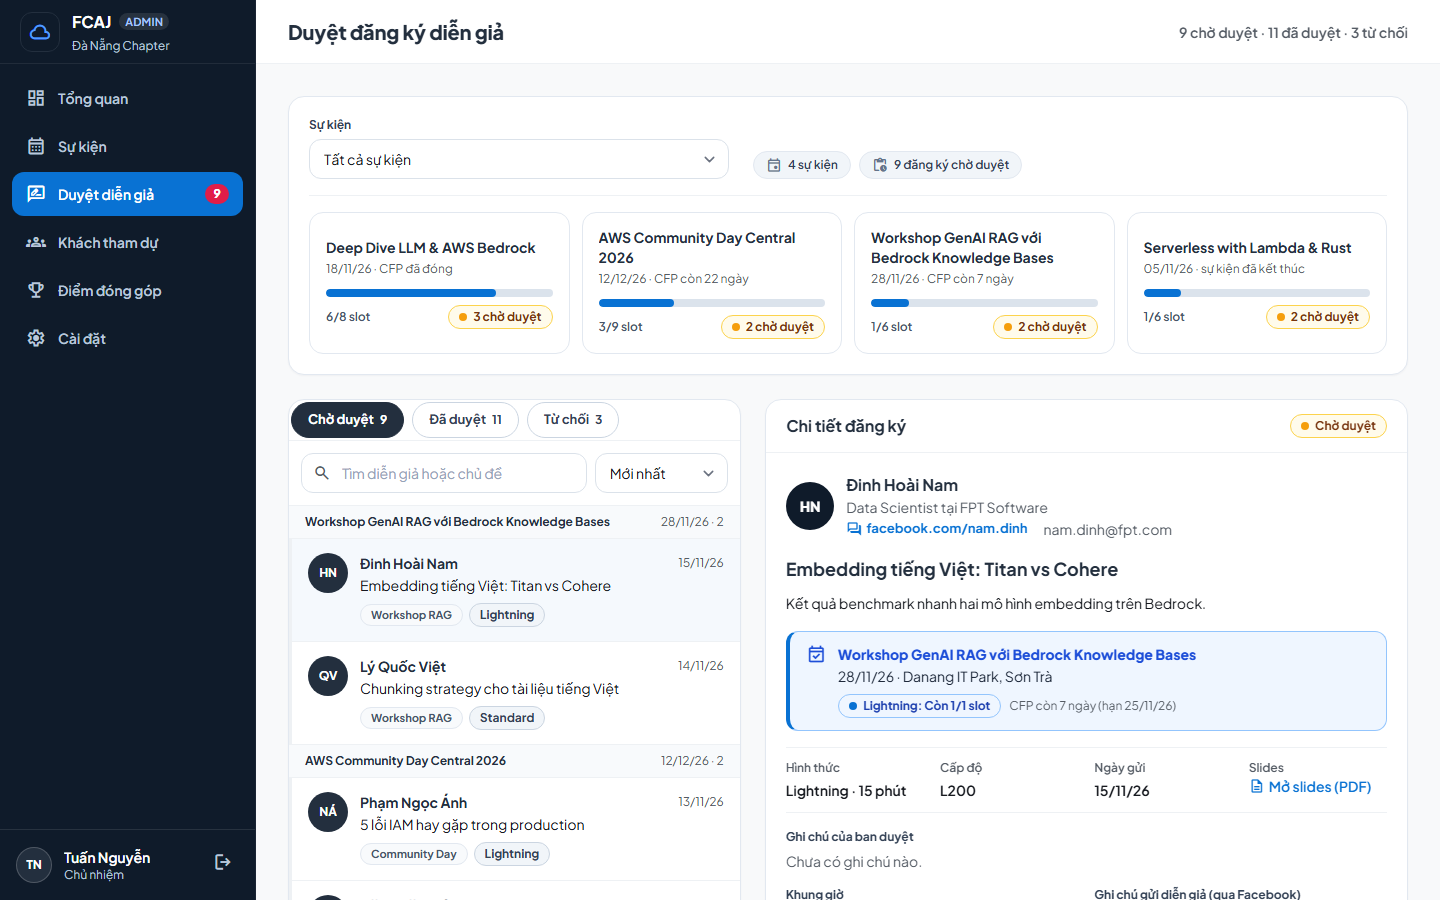 FCAJ ADMIN
Đà Nẵng Chapter
Tổng quan
Sự kiện
Duyệt diễn giả 9
Khách tham dự
Điểm đóng góp
Cài đặt
TN Tuấn Nguyễn
Chủ nhiệm
Duyệt đăng ký diễn giả
9 chờ duyệt · 11 đã duyệt · 3 từ chối
Sự kiện
Tất cả sự kiện
4 sự kiện
9 đăng ký chờ duyệt
Deep Dive LLM & AWS Bedrock
18/11/26 · CFP đã đóng
6/8 slot
3 chờ duyệt
AWS Community Day Central
2026
12/12/26 · CFP còn 22 ngày
3/9 slot
2 chờ duyệt
Workshop GenAI RAG với
Bedrock Knowledge Bases
28/11/26 · CFP còn 7 ngày
1/6 slot
2 chờ duyệt
Serverless with Lambda & Rust
05/11/26 · sự kiện đã kết thúc
1/6 slot
2 chờ duyệt
Chờ duyệt 9
Đã duyệt 11
Từ chối 3
Tìm diễn giả hoặc chủ đề
Mới nhất
Workshop GenAI RAG với Bedrock Knowledge Bases 28/11/26 · 2
HN Đinh Hoài Nam 15/11/26
Embedding tiếng Việt: Titan vs Cohere
Workshop RAG Lightning
QV Lý Quốc Việt 14/11/26
Chunking strategy cho tài liệu tiếng Việt
Workshop RAG Standard
AWS Community Day Central 2026 12/12/26 · 2
NÁ Phạm Ngọc Ánh 13/11/26
5 lỗi IAM hay gặp trong production
Community Day Lightning
Chi tiết đăng ký
Chờ duyệt
HN Đinh Hoài Nam
Data Scientist tại FPT Software
facebook.com/nam.dinh nam.dinh@fpt.com
Embedding tiếng Việt: Titan vs Cohere
Kết quả benchmark nhanh hai mô hình embedding trên Bedrock.
Workshop GenAI RAG với Bedrock Knowledge Bases
28/11/26 · Danang IT Park, Sơn Trà
Lightning: Còn 1/1 slot CFP còn 7 ngày (hạn 25/11/26)
Hình thức
Lightning · 15 phút
Cấp độ
L200
Ngày gửi
15/11/26
Slides
Mở slides (PDF)
Ghi chú của ban duyệt
Chưa có ghi chú nào.
Khung giờ
Ghi chú gửi diễn giả (qua Facebook)